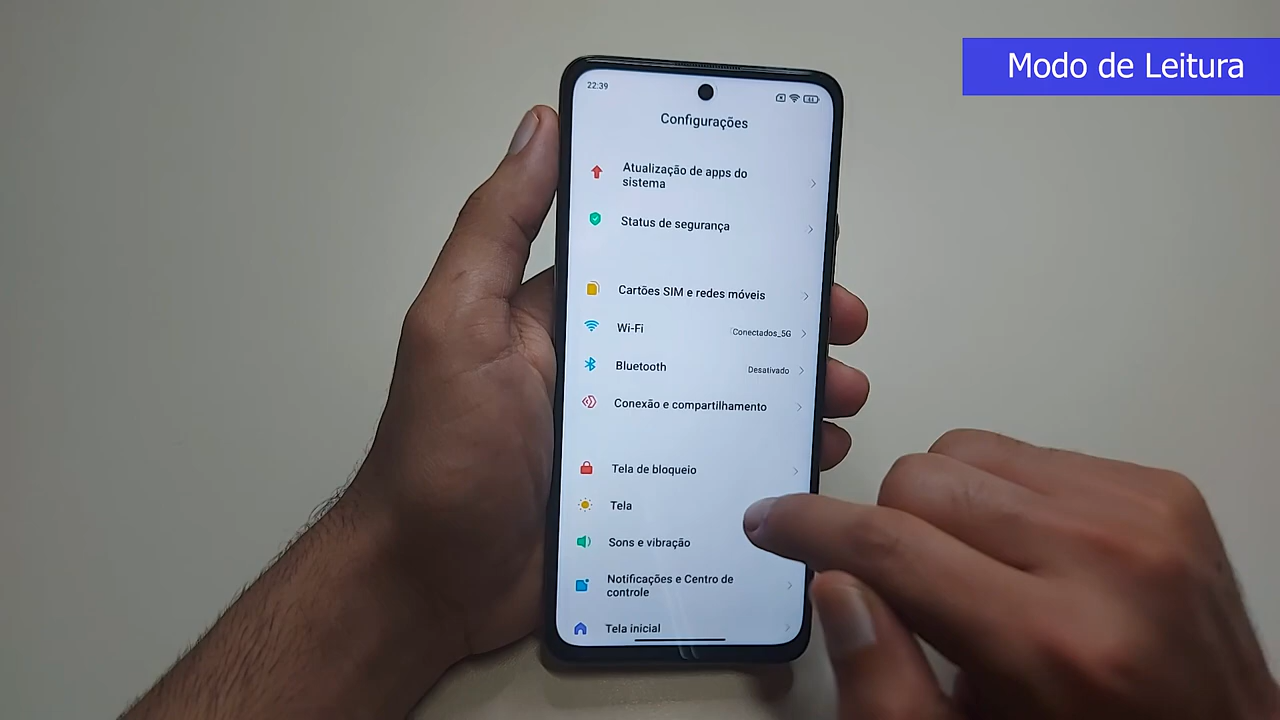 Modo de Leitura
22:39
Configurações
Atualização de apps do
sistema
Status de segurança
Cartões SIM e redes móveis
Wi-Fi
Conectados_5G
Bluetooth
Desativado
Conexão e compartilhamento
Tela de bloqueio
Tela
Sons e vibração
Notificações e Centro de
controle
Tela inicial